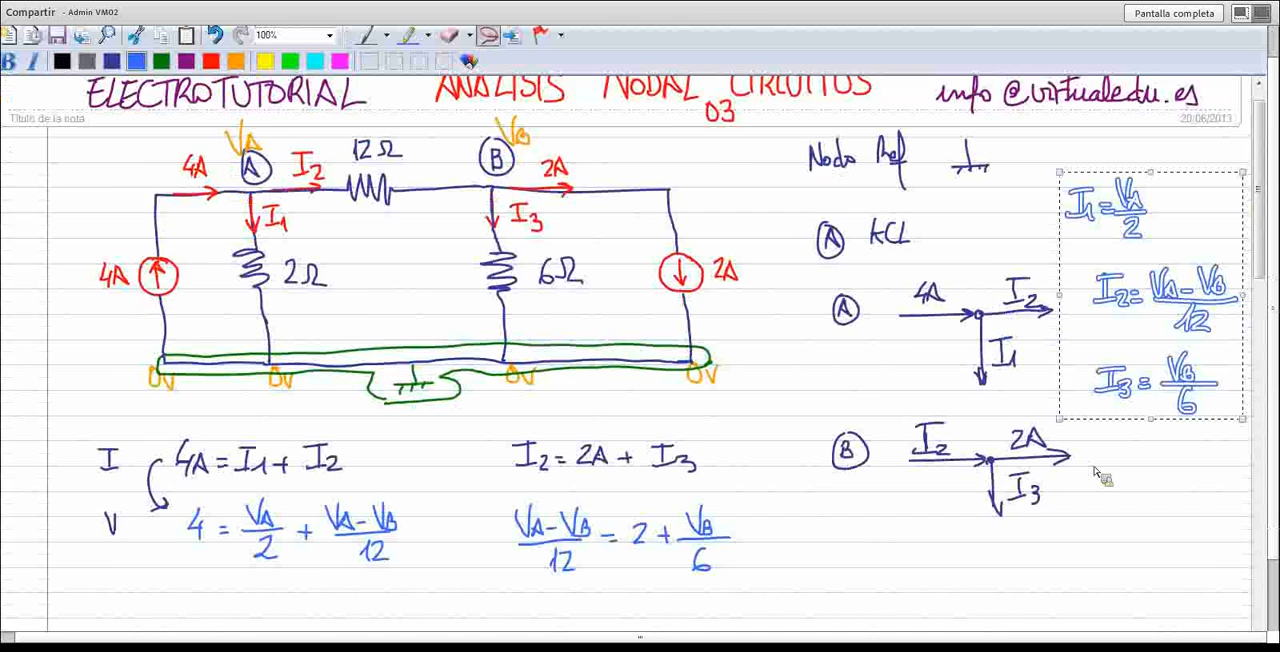 Compartir - Admin VM02
Pantalla completa
100%
B I
ELECTROTUTORIAL ANALISIS NODAL CIRCUITOS 03 info@virtualedu.es
Título de la nota
20/06/2013
VA VB
4A A I2 12Ω B 2A
I1 I3
4A 2Ω 6Ω 2A
0V 0V 0V 0V
Nodo Ref
A KCL
A 4A I2
I1
I1 = VA/2
I2 = VA - VB/12
I3 = VB/6
B I2 2A
I3
I 4A = I1 + I2 I2 = 2A + I3
V 4 = VA/2 + VA - VB/12 VA - VB/12 = 2 + VB/6